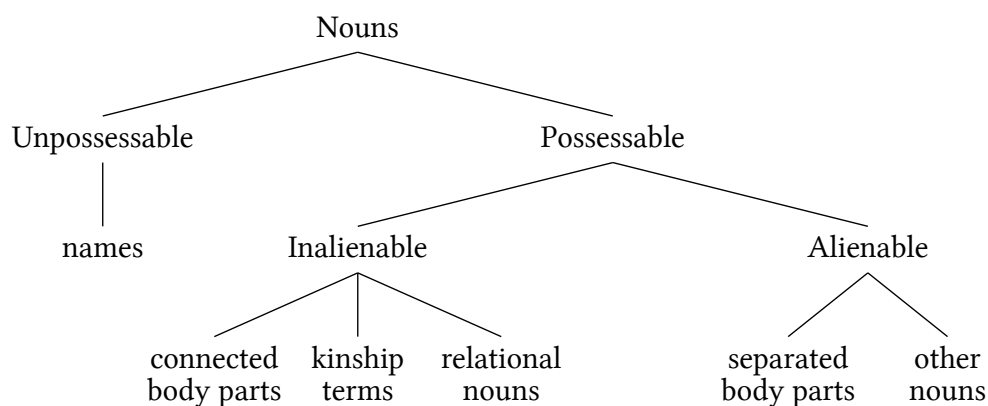 Nouns
Unpossessable Possessable
names Inalienable Alienable
connected kinship relational separated other
body parts terms nouns body parts nouns